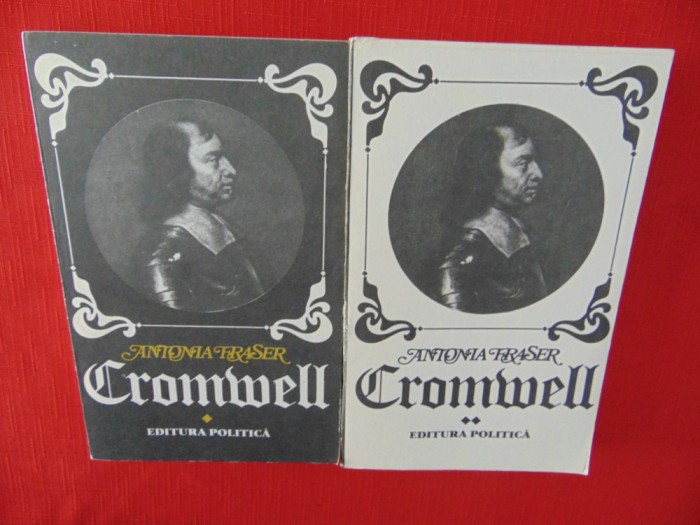 ANTONIA FRASER
Cromwell
EDITURA POLITICĂ
ANTONIA FRASER
Cromwell
EDITURA POLITICĂ